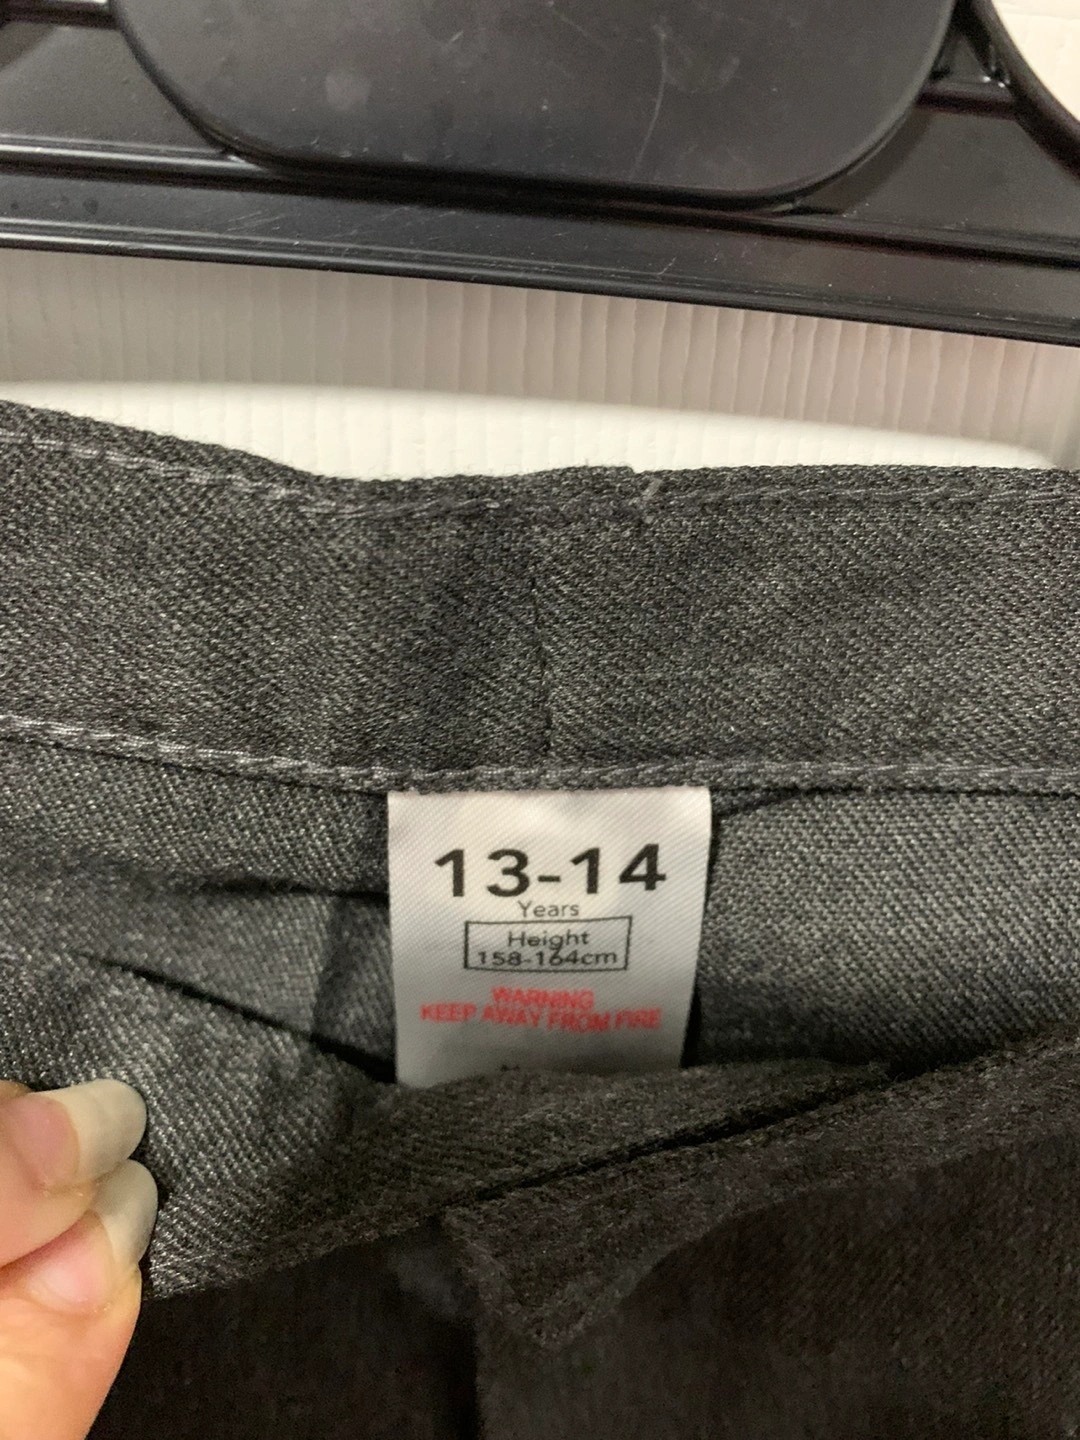 13-14
Years
Height
158-164cm
WARNING
KEEP AWAY FROM FIRE